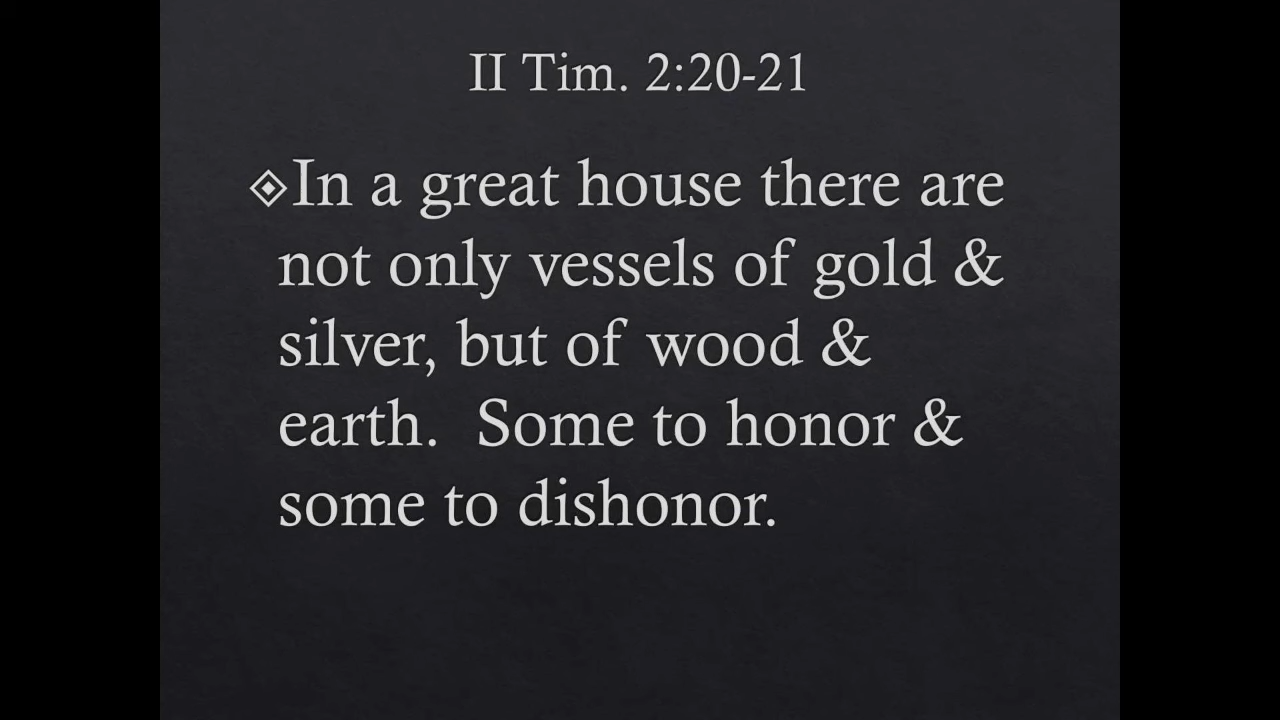 II Tim. 2:20-21
In a great house there are
not only vessels of gold &
silver, but of wood &
earth.  Some to honor &
some to dishonor.